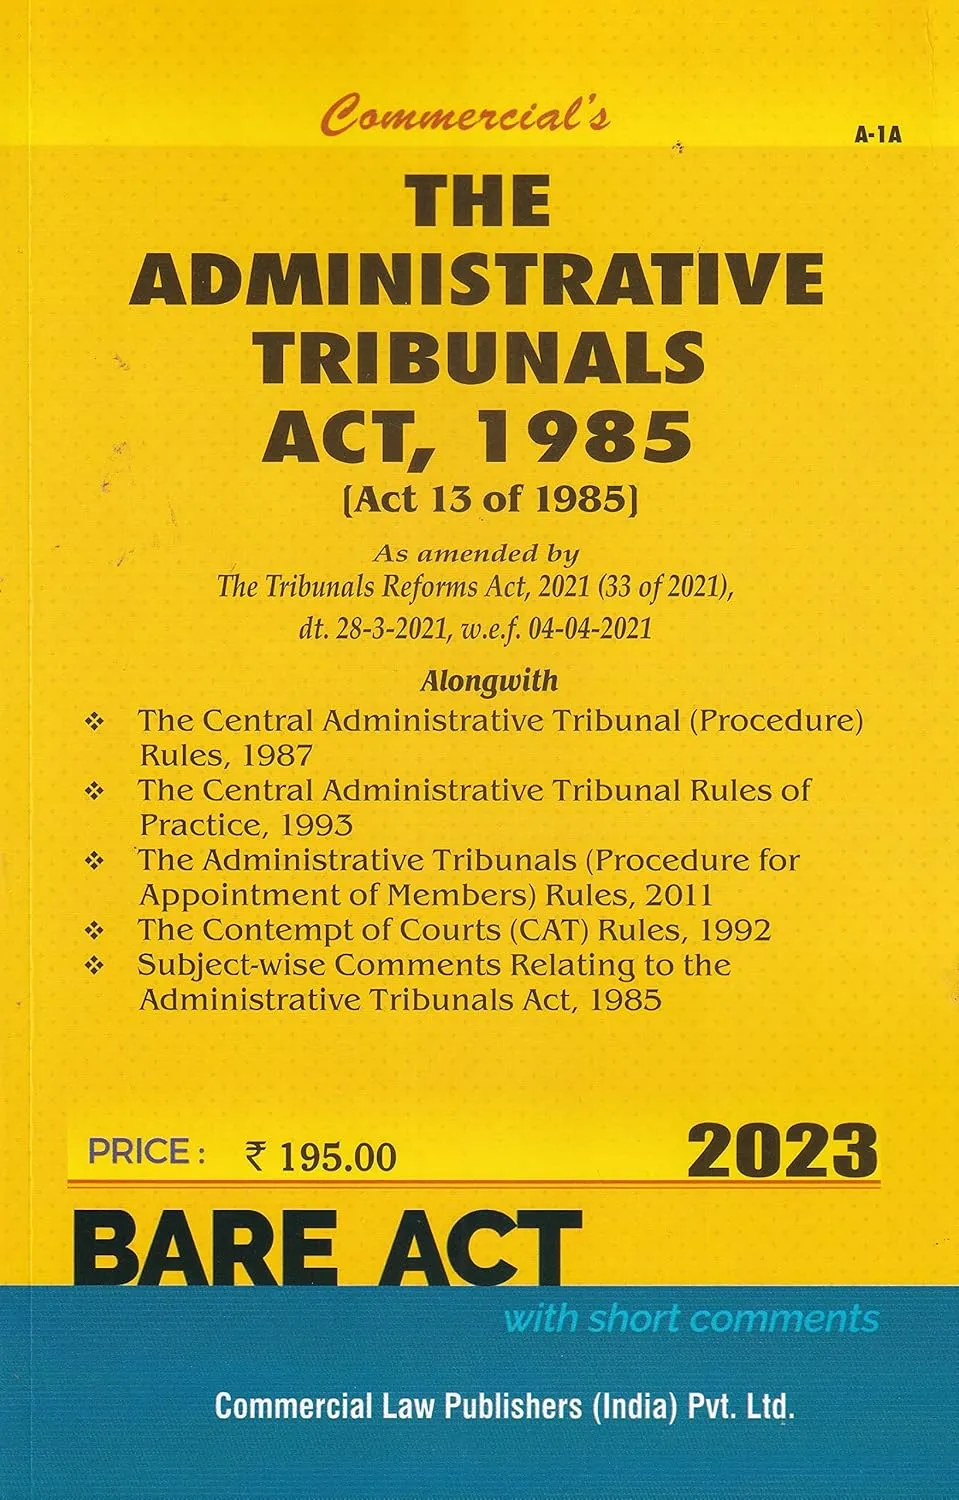 Commercial's
A-1A
THE
ADMINISTRATIVE
TRIBUNALS
ACT, 1985
(Act 13 of 1985)
As amended by
The Tribunals Reforms Act, 2021 (33 of 2021),
dt. 28-3-2021, w.e.f. 04-04-2021
Alongwith
❖ The Central Administrative Tribunal (Procedure)
Rules, 1987
❖ The Central Administrative Tribunal Rules of
Practice, 1993
❖ The Administrative Tribunals (Procedure for
Appointment of Members) Rules, 2011
❖ The Contempt of Courts (CAT) Rules, 1992
❖ Subject-wise Comments Relating to the
Administrative Tribunals Act, 1985
PRICE : ₹ 195.00
2023
BARE ACT
with short comments
Commercial Law Publishers (India) Pvt. Ltd.